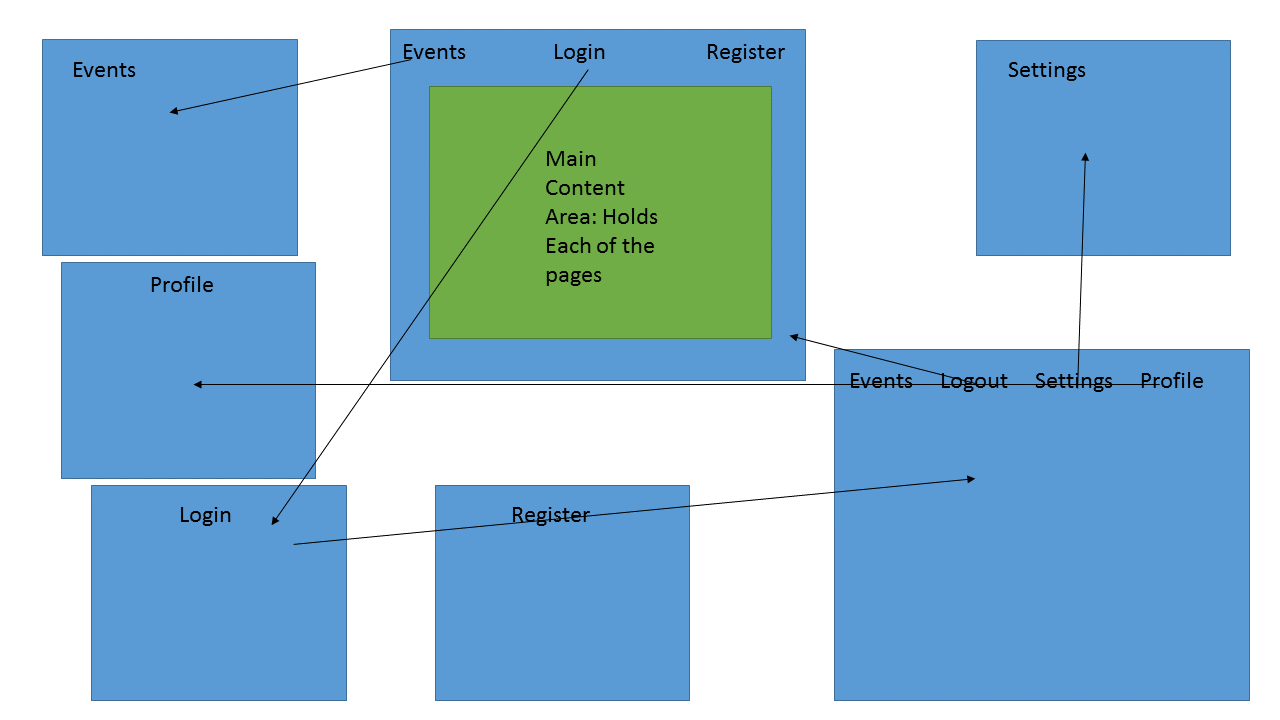 Events
Events Login Register
Settings
Main
Content
Area: Holds
Each of the
pages
Profile
Events Logout Settings Profile
Login
Register